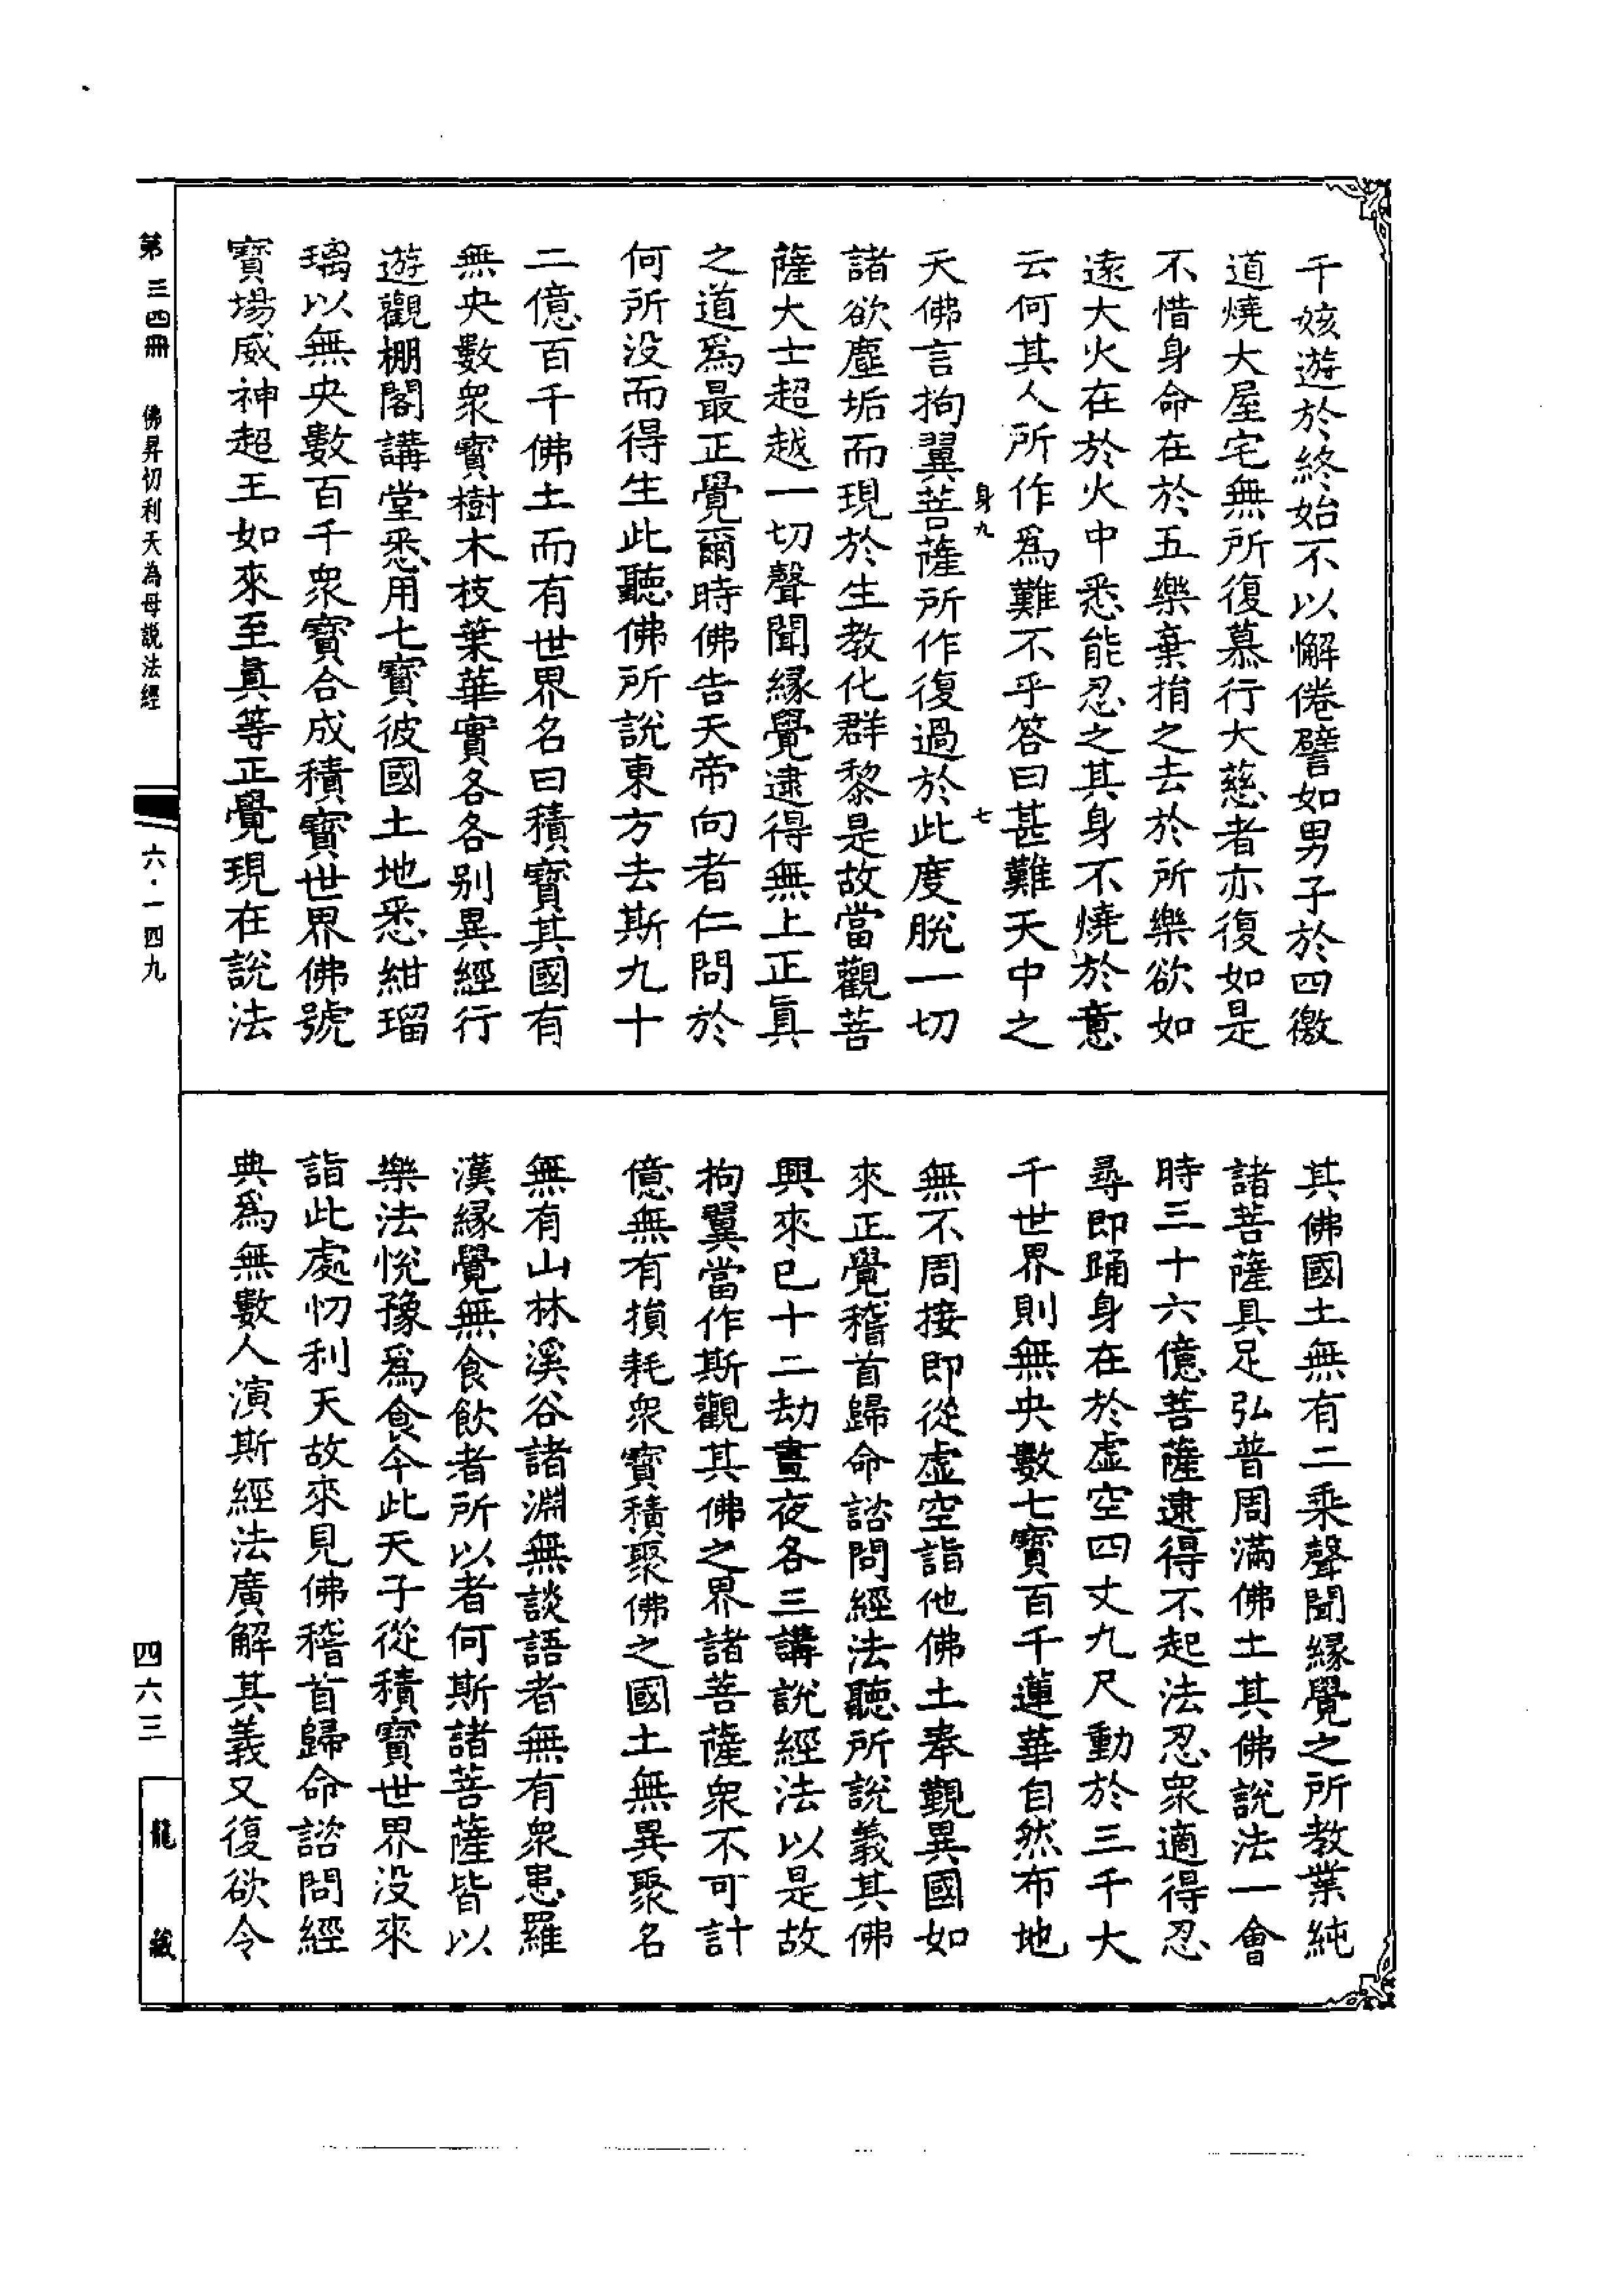 千姟遊於終始不以懈倦譬如男子於四徼
道燒大屋宅無所復慕行大慈者亦復如是
不惜身命在於五樂棄捐之去於所樂欲如
遠大火在於火中悉能忍之其身不燒於意
云何其人所作爲難不乎答曰甚難天中之
天佛言拘翼菩薩所作復過於此度脫一切
諸欲塵垢而現於生教化群黎是故當觀菩
薩大士超越一切聲聞緣覺逮得無上正眞
之道爲最正覺爾時佛告天帝向者仁問於
何所没而得生此聽佛所說東方去斯九十
二億百千佛土而有世界名曰積寶其國有
無央數衆寶樹木枝葉華實各各別異經行
遊觀棚閣講堂悉用七寶彼國土地悉紺瑠
璃以無央數百千衆寶合成積寶世界佛號
寶場威神超王如來至眞等正覺現在說法
身九
七
其佛國土無有二乘聲聞緣覺之所教業純
諸菩薩具足弘普周滿佛土其佛說法一會
時三十六億菩薩逮得不起法忍衆適得忍
尋即踊身在於虛空四丈九尺動於三千大
千世界則無央數七寶百千蓮華自然布地
無不周接即從虛空詣他佛土奉覲異國如
來正覺稽首歸命諮問經法聽所說義其佛
興來已十二劫晝夜各三講說經法以是故
拘翼當作斯觀其佛之界諸菩薩衆不可計
億無有損耗衆寶積聚佛之國土無異聚名
無有山林溪谷諸淵無談語者無有衆患羅
漢緣覺無食飲者所以者何斯諸菩薩皆以
樂法悅豫爲食今此天子從積寶世界没來
詣此處忉利天故來見佛稽首歸命諮問經
典爲無數人演斯經法廣解其義又復欲令
第三四冊 佛昇忉利天為母說法經
六·一四九
四六三
龍藏